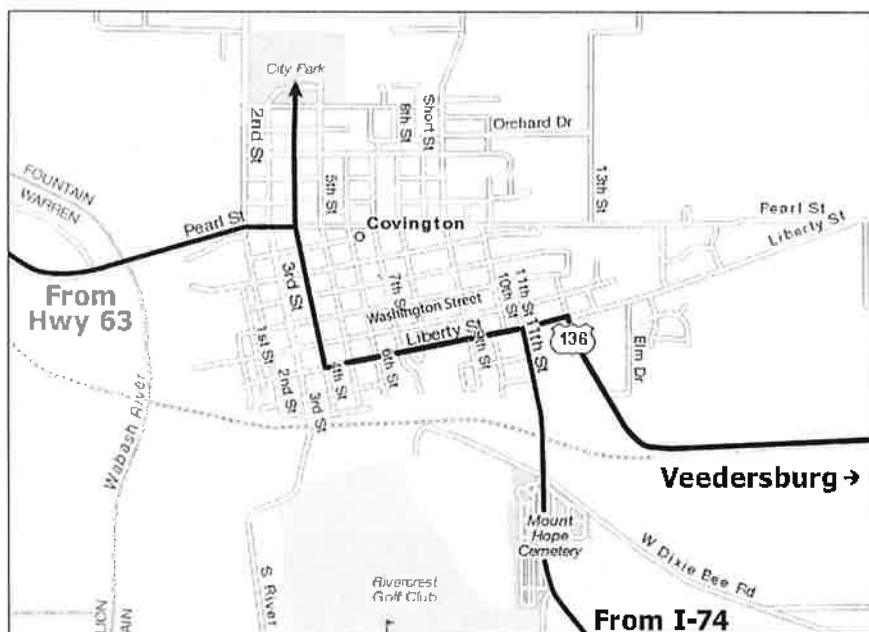 City Park
2nd St
8th St
Short St
Orchard Dr
5th St
13th St
FOUNTAIN
WARREN
Pearl St
Covington
Pearl St
Liberty St
From
Hwy 63
3rd St
7th St
Washington Street
10th St
11th St
Liberty St
136
1st St
4th St
6th St
9th St
11th St
Elm Dr
2nd St
3rd St
Wabash River
Veedersburg →
Mount
Hope
Cemetery
W Dixie Bee Rd
S River
Rivercrest
Golf Club
From I-74